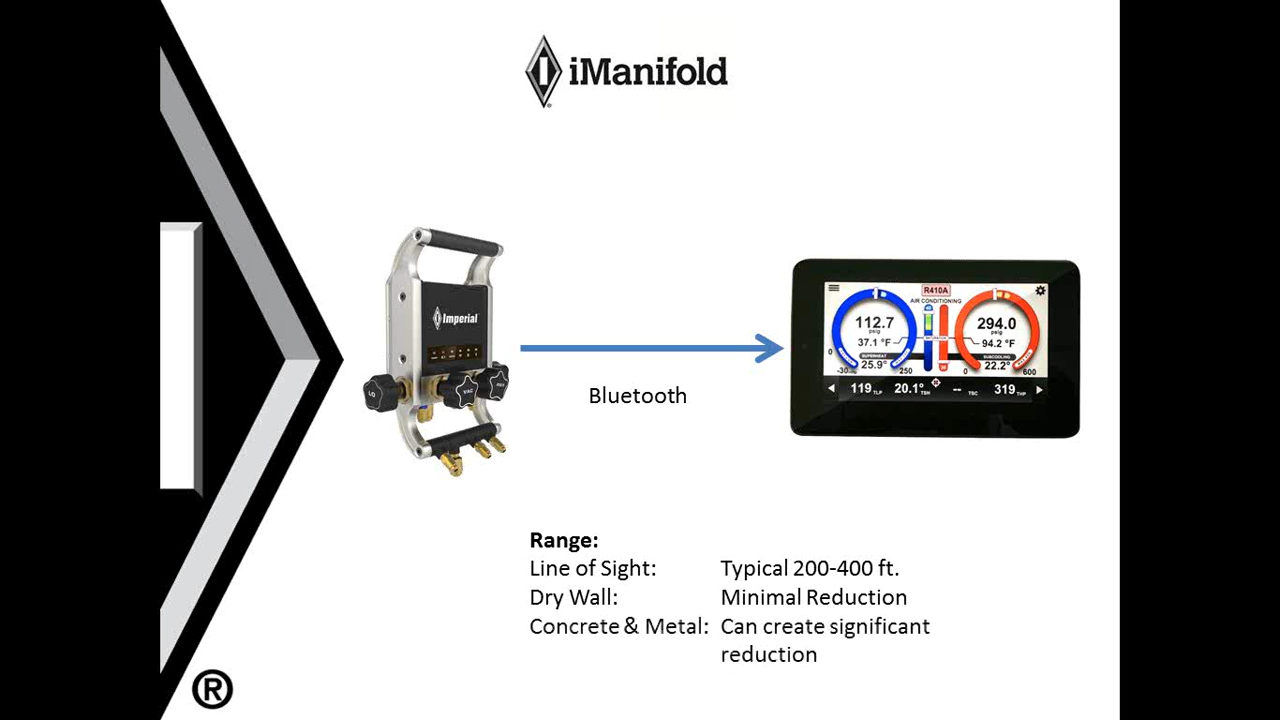 iManifold
Imperial
LO
VAC
REF
Bluetooth
R410A
AIR CONDITIONING
112.7
psig
37.1 °F
SUPERHEAT
25.9°
0
-30
250
294.0
psig
94.2 °F
SUBCOOLING
22.2°
0
600
119 TLP 20.1° TSH -- TSC 319 THP
Range:
Line of Sight: Typical 200-400 ft.
Dry Wall: Minimal Reduction
Concrete & Metal: Can create significant
reduction
®